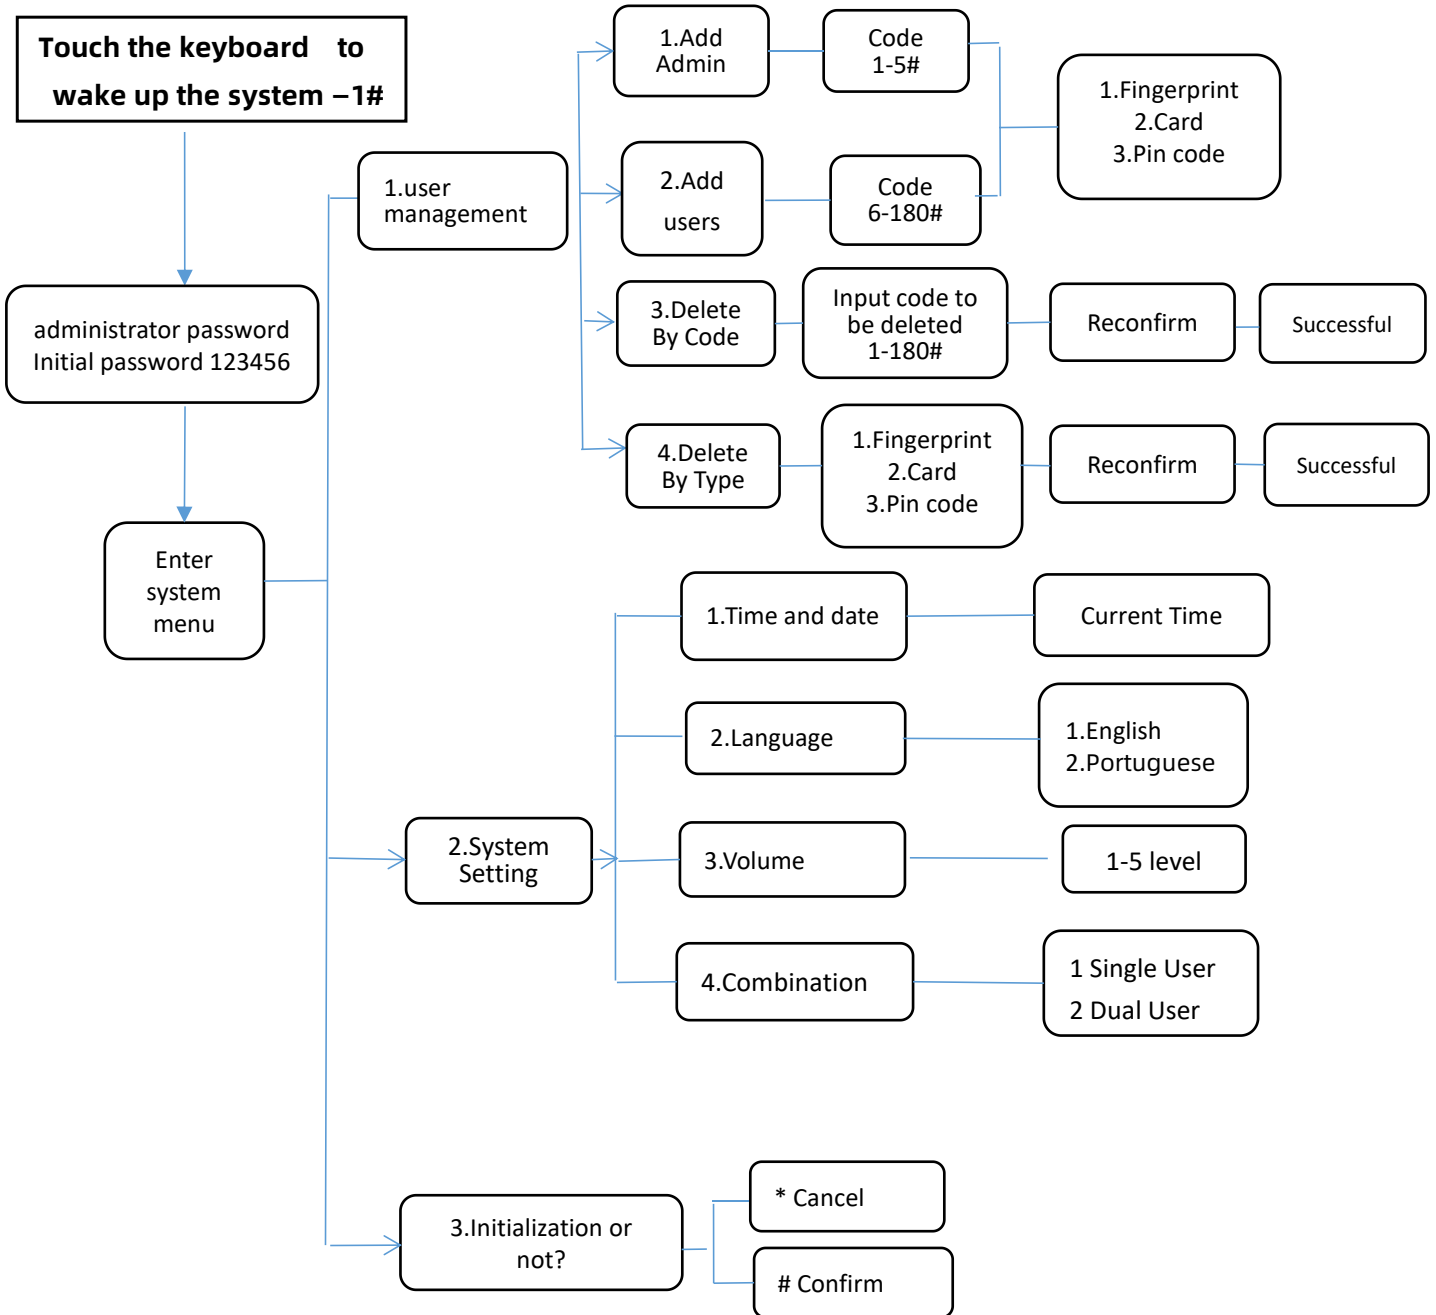 Touch the keyboard to
wake up the system –1#
administrator password
Initial password 123456
Enter
system
menu
1.user
management
1.Add
Admin
Code
1-5#
2.Add
users
Code
6-180#
1.Fingerprint
2.Card
3.Pin code
3.Delete
By Code
Input code to
be deleted
1-180#
Reconfirm
Successful
4.Delete
By Type
1.Fingerprint
2.Card
3.Pin code
Reconfirm
Successful
2.System
Setting
1.Time and date
Current Time
2.Language
1.English
2.Portuguese
3.Volume
1-5 level
4.Combination
1 Single User
2 Dual User
3.Initialization or
not?
* Cancel
# Confirm